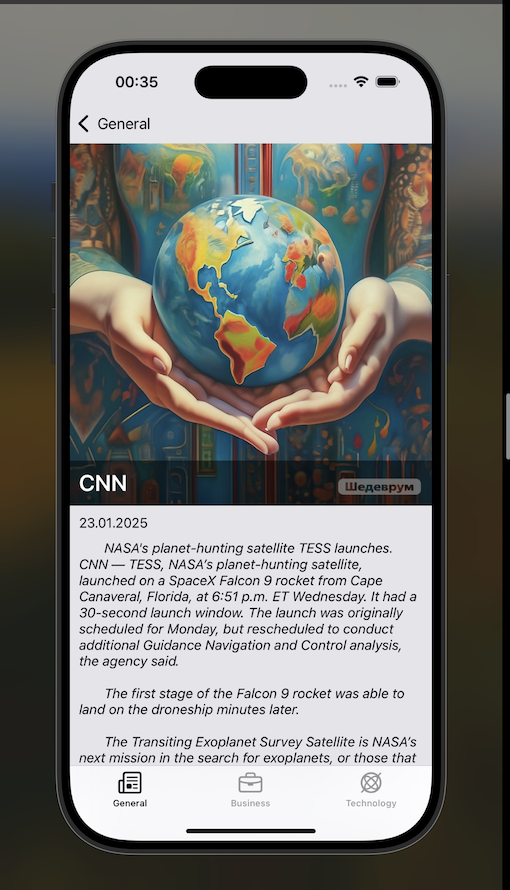 00:35
General
CNN
Шедеврум
23.01.2025
NASA's planet-hunting satellite TESS launches.
CNN — TESS, NASA’s planet-hunting satellite,
launched on a SpaceX Falcon 9 rocket from Cape
Canaveral, Florida, at 6:51 p.m. ET Wednesday. It had a
30-second launch window. The launch was originally
scheduled for Monday, but rescheduled to conduct
additional Guidance Navigation and Control analysis,
the agency said.
The first stage of the Falcon 9 rocket was able to
land on the droneship minutes later.
The Transiting Exoplanet Survey Satellite is NASA’s
next mission in the search for exoplanets, or those that
General
Business
Technology